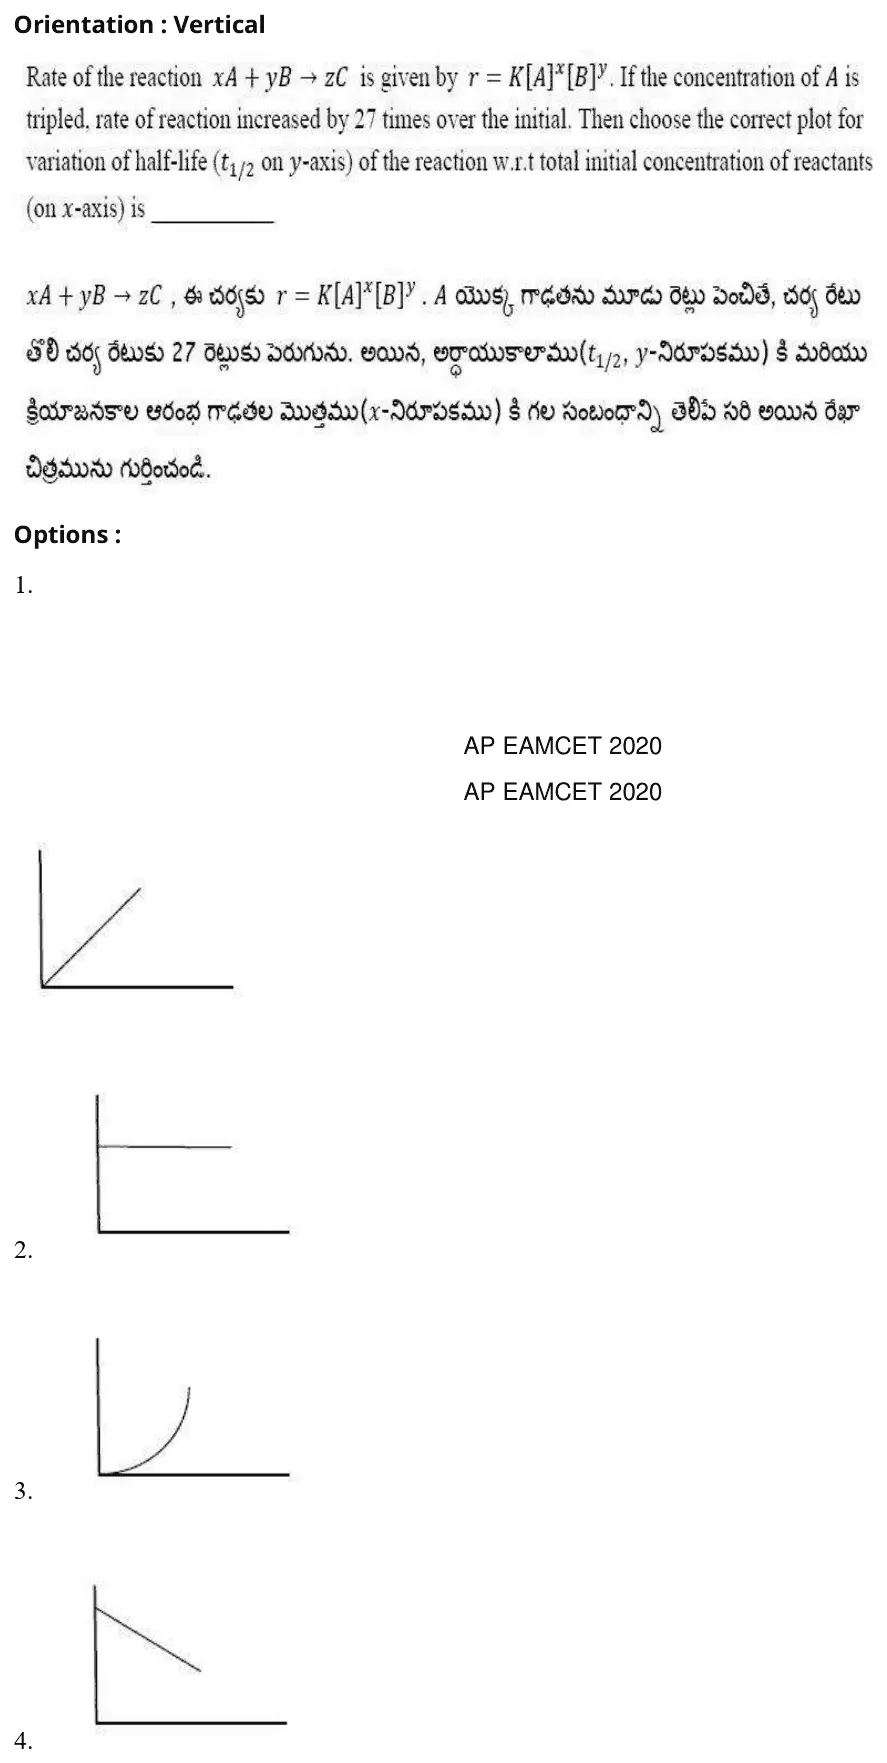 Orientation : Vertical
Rate of the reaction xA + yB → zC is given by r = K[A]ˣ[B]ʸ. If the concentration of A is
tripled, rate of reaction increased by 27 times over the initial. Then choose the correct plot for
variation of half-life (t₁/₂ on y-axis) of the reaction w.r.t total initial concentration of reactants
(on x-axis) is __________
xA + yB → zC , ఈ చర్యకు r = K[A]ˣ[B]ʸ . A యొక్క గాఢతను మూడు రెట్లు పెంచితే, చర్య రేటు
తొలి చర్య రేటుకు 27 రెట్లుకు పెరుగును. అయిన, అర్ధాయుకాలాము(t₁/₂, y-నిరూపకము) కి మరియు
క్రియాజనకాల ఆరంభ గాఢతల మొత్తము(x-నిరూపకము) కి గల సంబంధాన్ని తెలిపే సరి అయిన రేఖా
చిత్రమును గుర్తించండి.
Options :
1.
AP EAMCET 2020
AP EAMCET 2020
2.
3.
4.